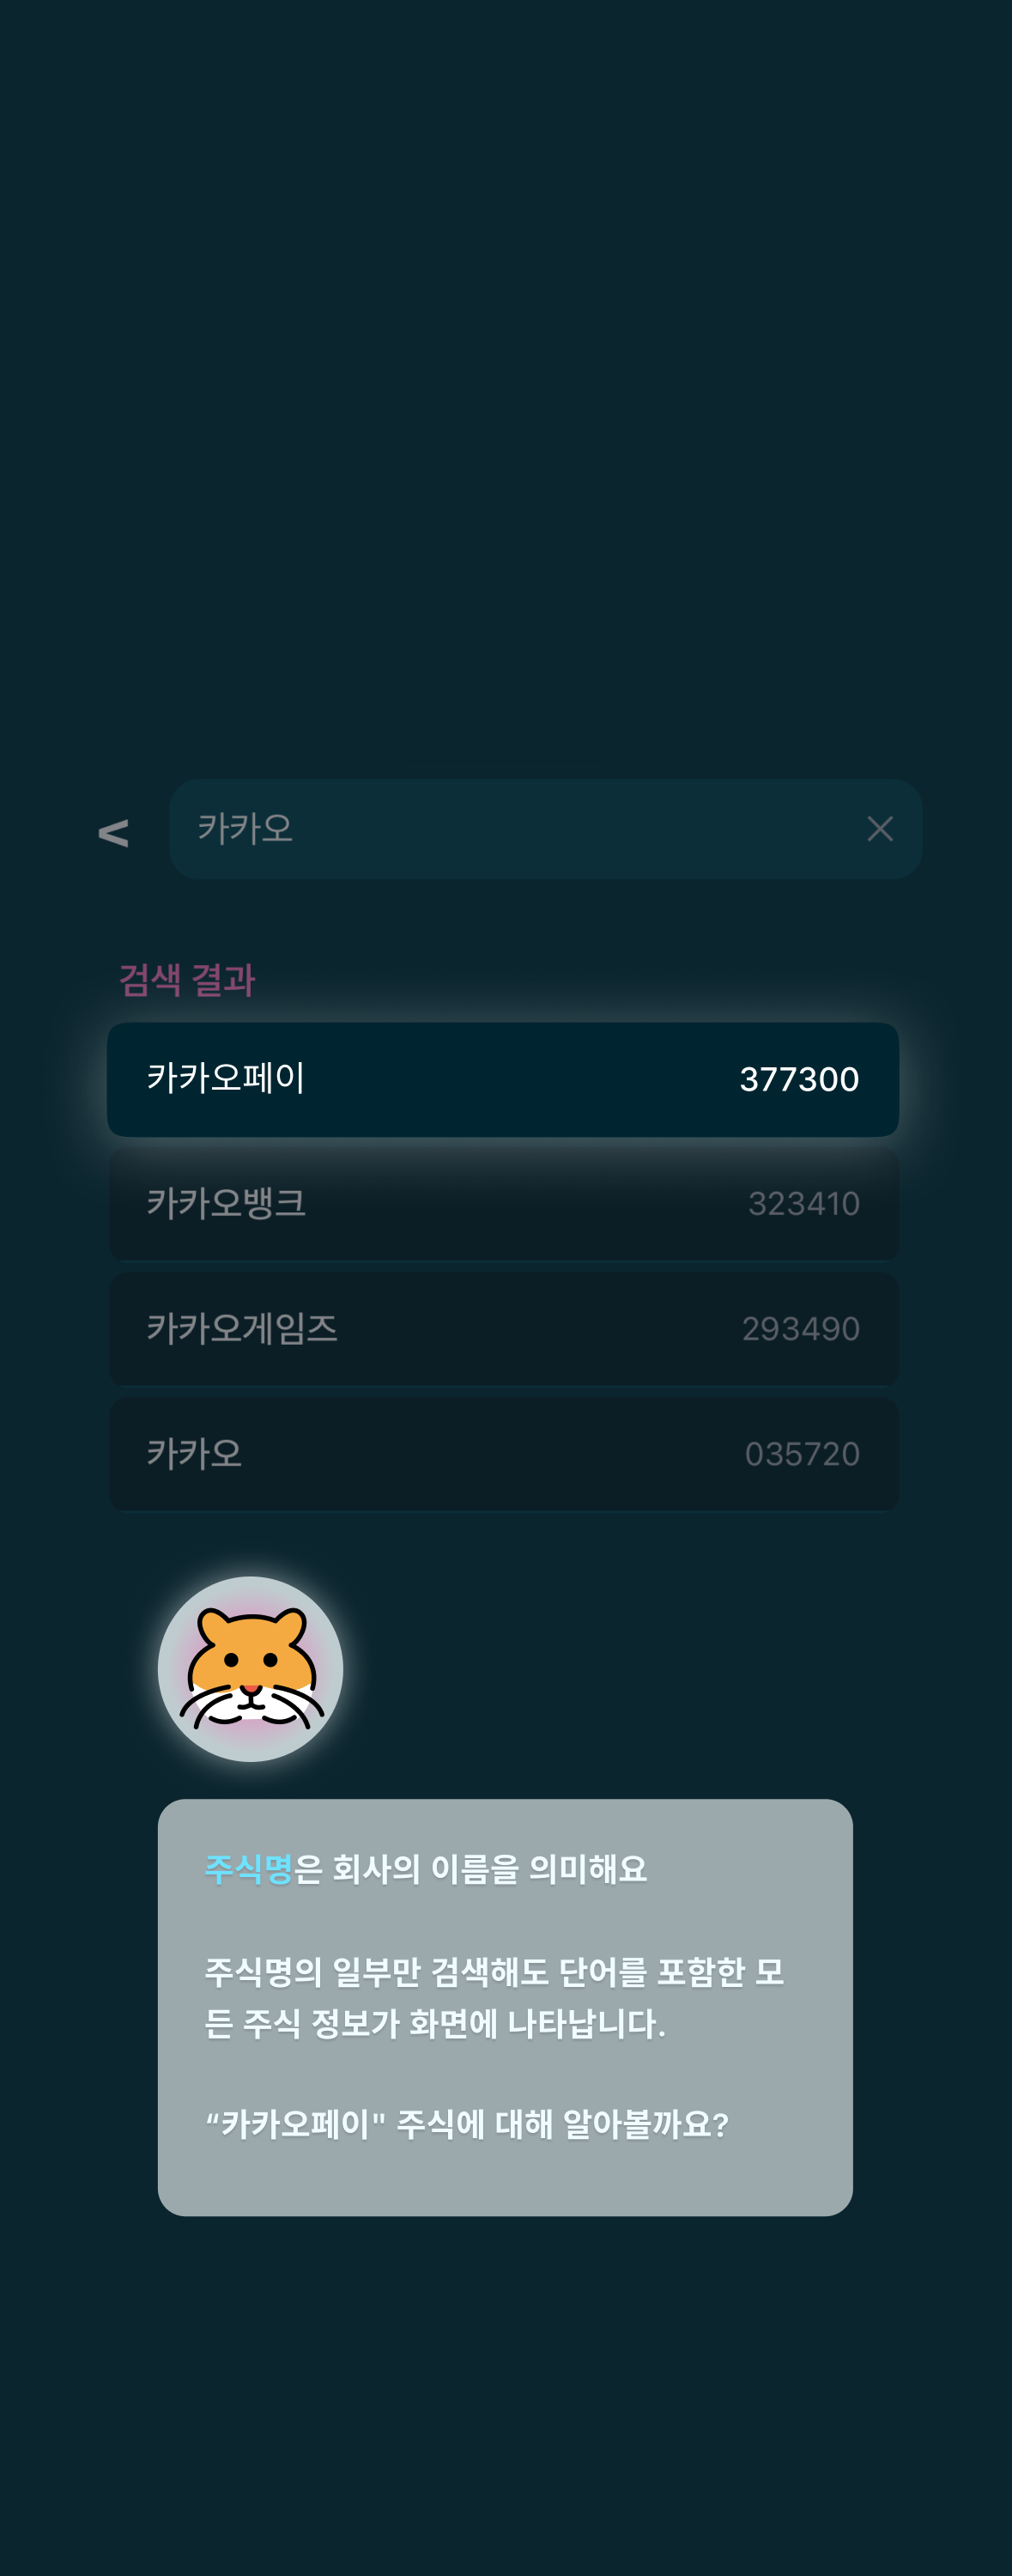 <
카카오
검색 결과
카카오페이 377300
카카오뱅크 323410
카카오게임즈 293490
카카오 035720
주식명은 회사의 이름을 의미해요
주식명의 일부만 검색해도 단어를 포함한 모
든 주식 정보가 화면에 나타납니다.
“카카오페이" 주식에 대해 알아볼까요?